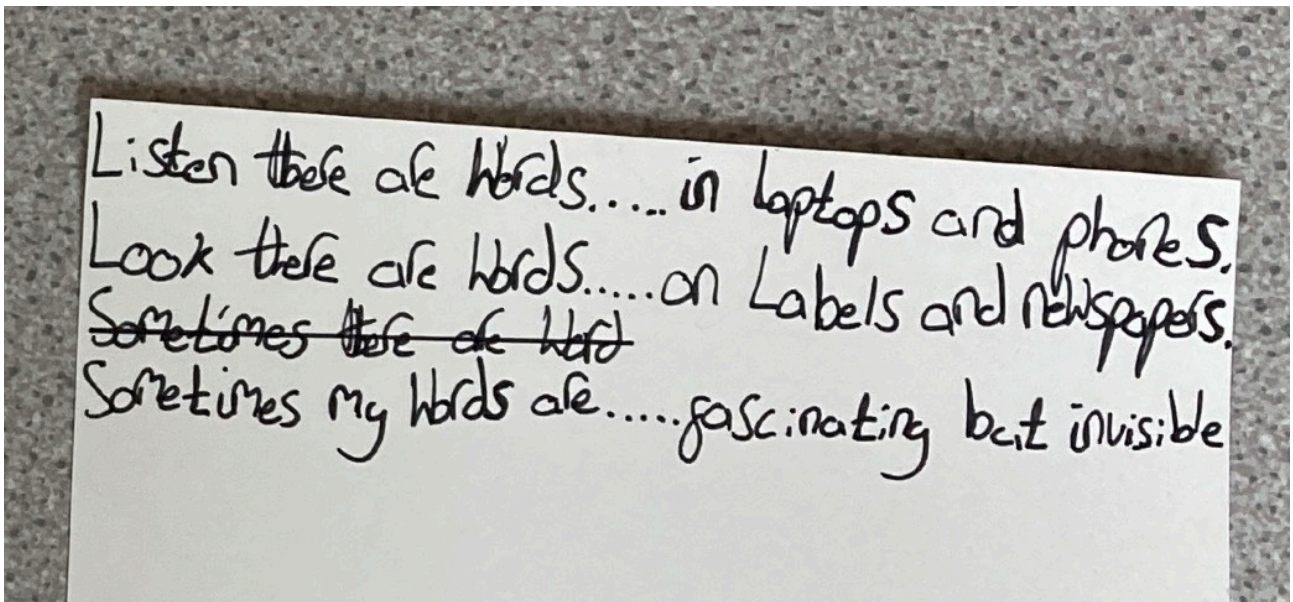 Listen there are words..... in laptops and phones.
Look there are words.....on Labels and newspapers.
Sometimes there are word
Sometimes my words are.....fascinating but invisible